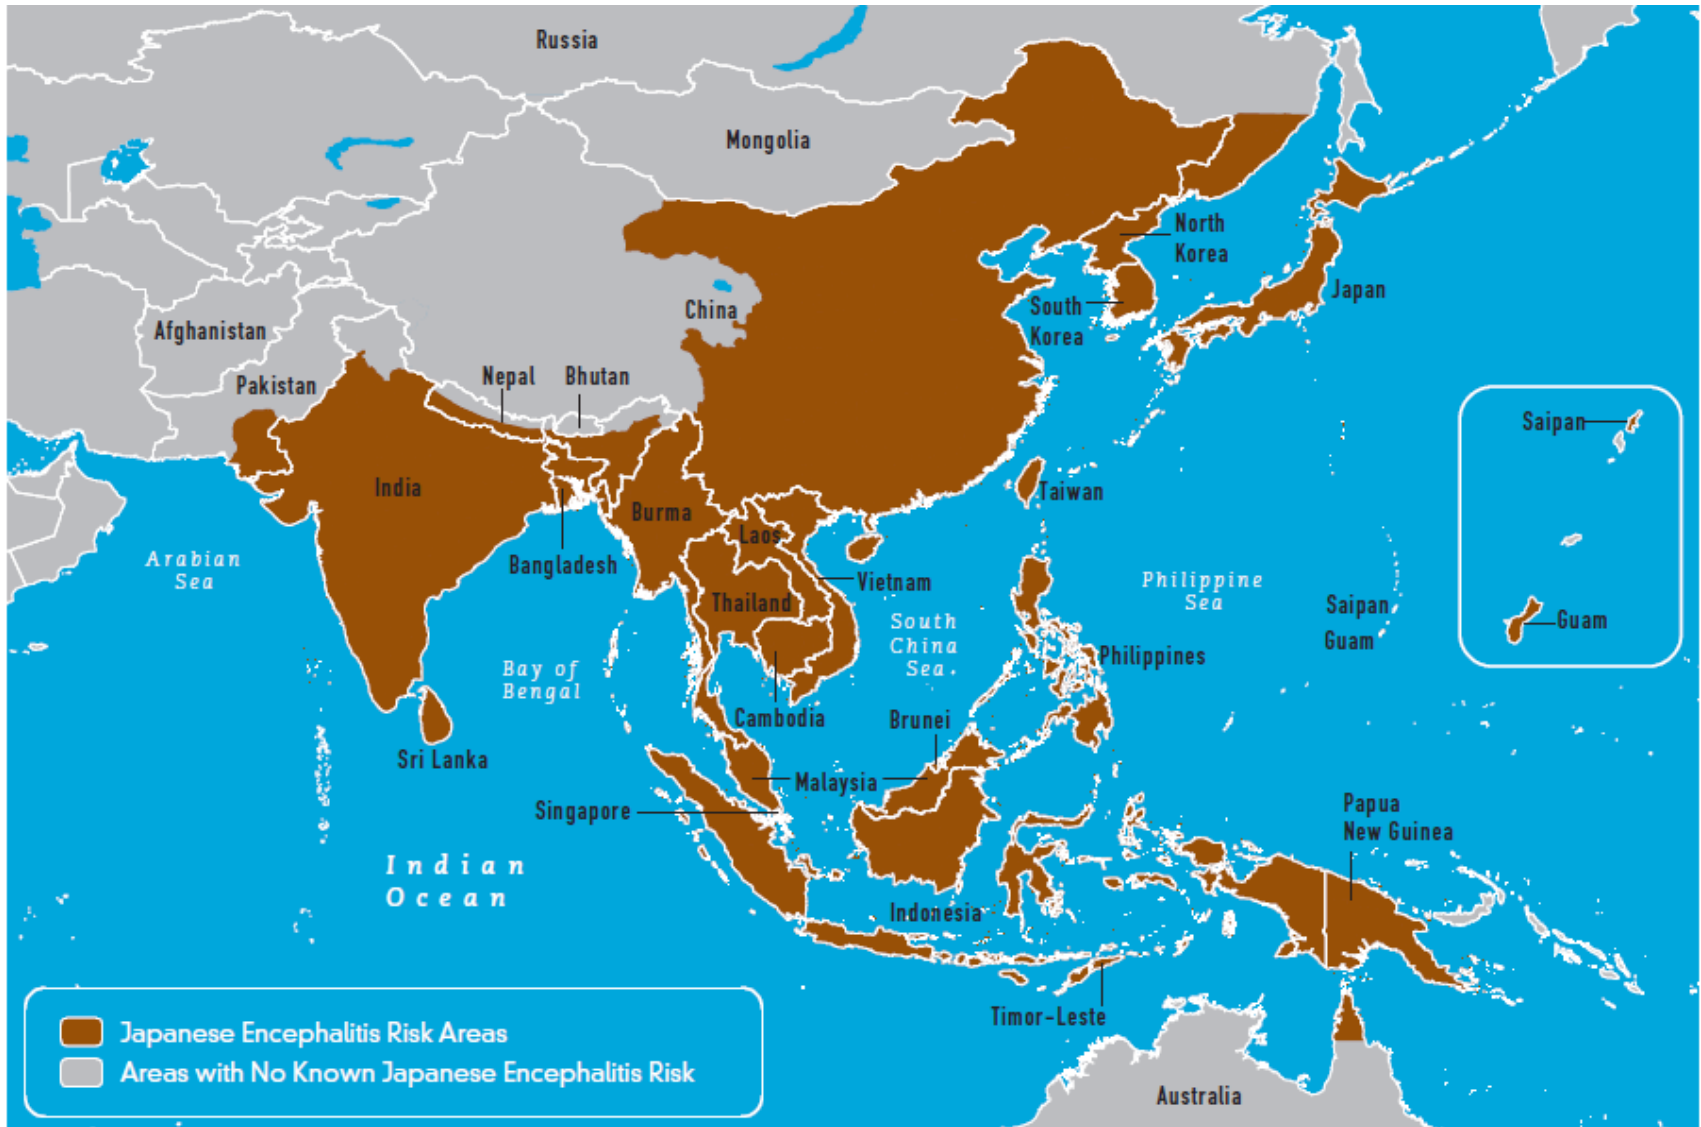 Russia
Mongolia
China
North
Korea
South
Korea
Japan
Afghanistan
Pakistan
Nepal
Bhutan
India
Burma
Laos
Taiwan
Bangladesh
Vietnam
Thailand
Arabian
Sea
Bay of
Bengal
South
China
Sea
Philippine
Sea
Saipan
Guam
Saipan
Guam
Philippines
Cambodia
Brunei
Sri Lanka
Malaysia
Singapore
Papua
New Guinea
Indian
Ocean
Indonesia
Timor-Leste
Australia
Japanese Encephalitis Risk Areas
Areas with No Known Japanese Encephalitis Risk